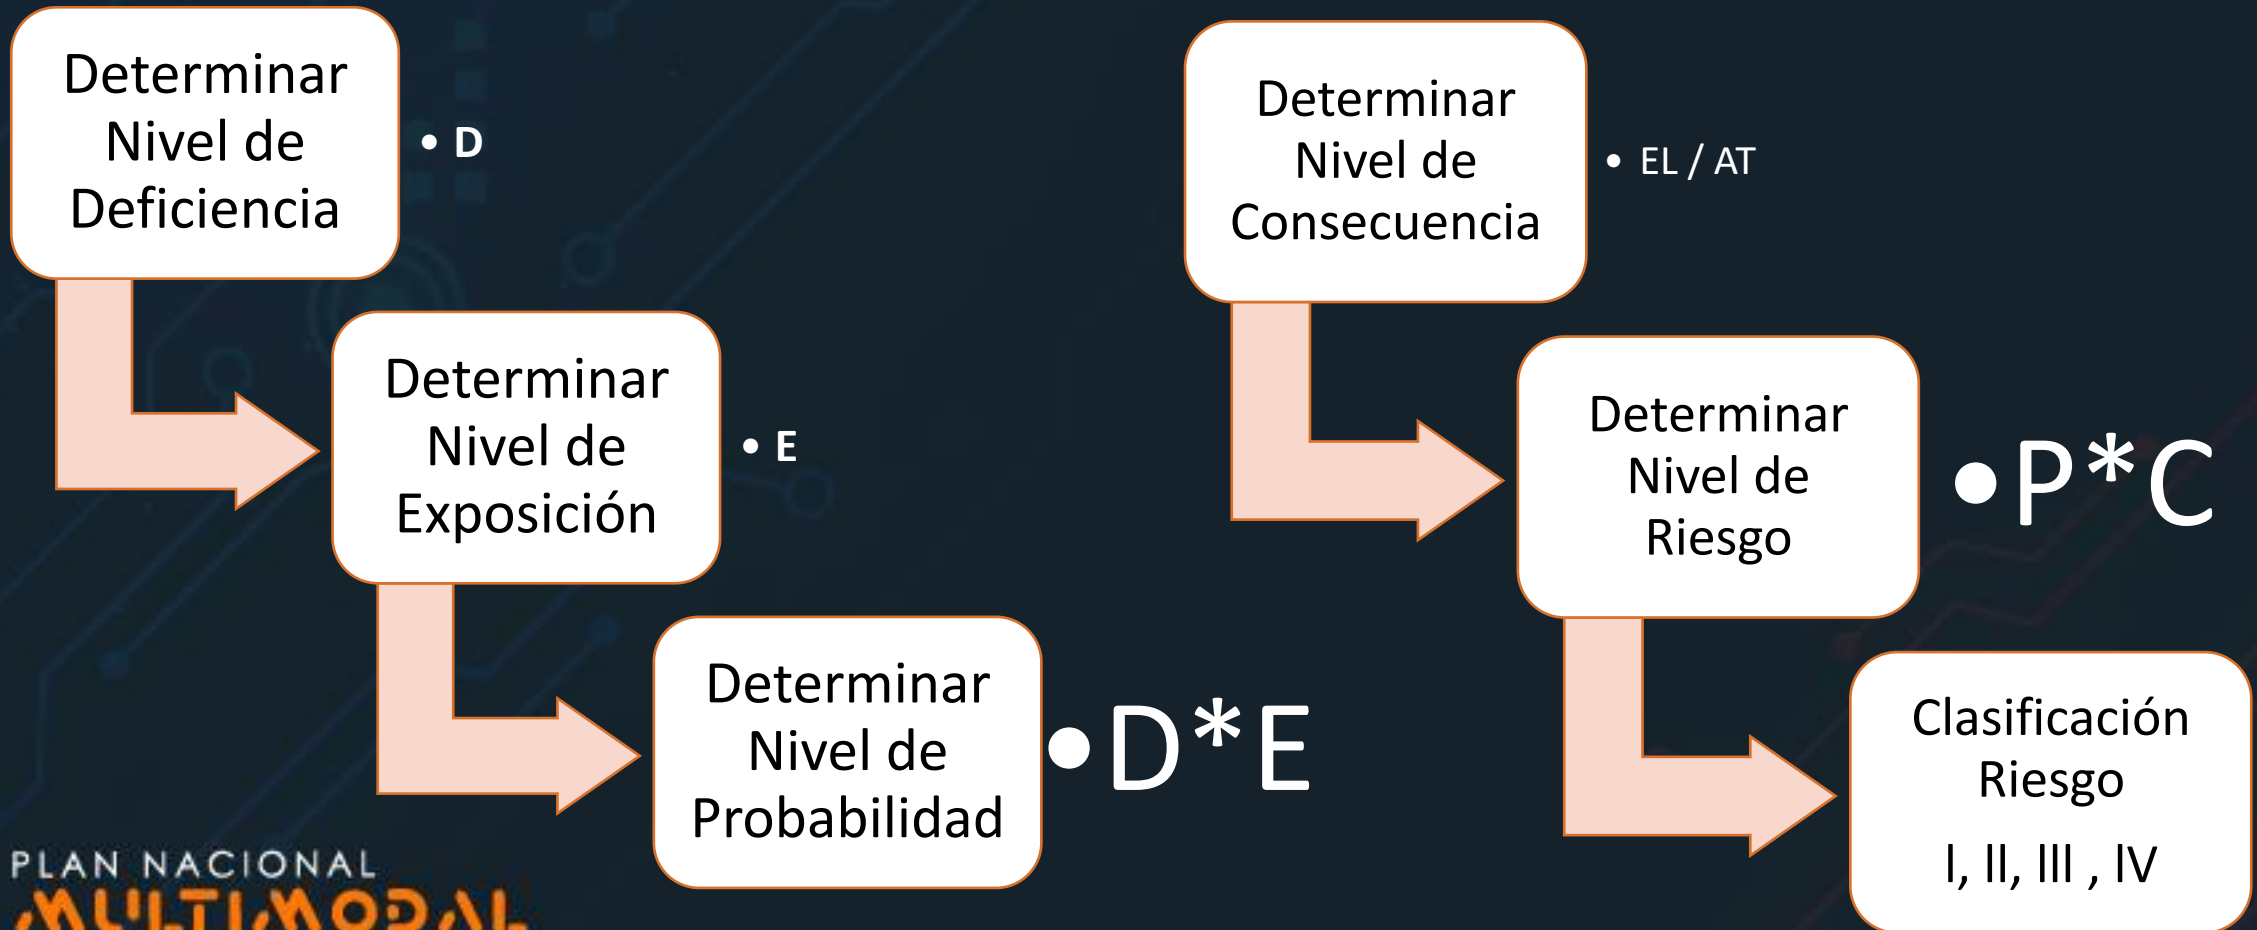 Determinar
Nivel de
Deficiencia
• D
Determinar
Nivel de
Exposición
• E
Determinar
Nivel de
Probabilidad
•D*E
Determinar
Nivel de
Consecuencia
• EL / AT
Determinar
Nivel de
Riesgo
•P*C
Clasificación
Riesgo
I, II, III , IV
PLAN NACIONAL
MULTIMODAL